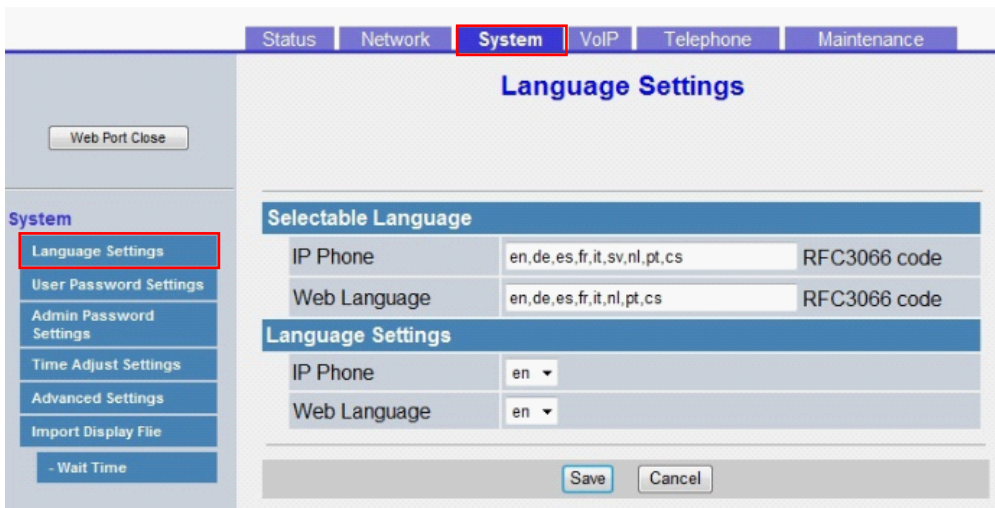 Status Network System VoIP Telephone Maintenance
Language Settings
Web Port Close
System
Language Settings
User Password Settings
Admin Password
Settings
Time Adjust Settings
Advanced Settings
Import Display Flie
- Wait Time
Selectable Language
IP Phone en,de,es,fr,it,sv,nl,pt,cs RFC3066 code
Web Language en,de,es,fr,it,nl,pt,cs RFC3066 code
Language Settings
IP Phone en
Web Language en
Save Cancel